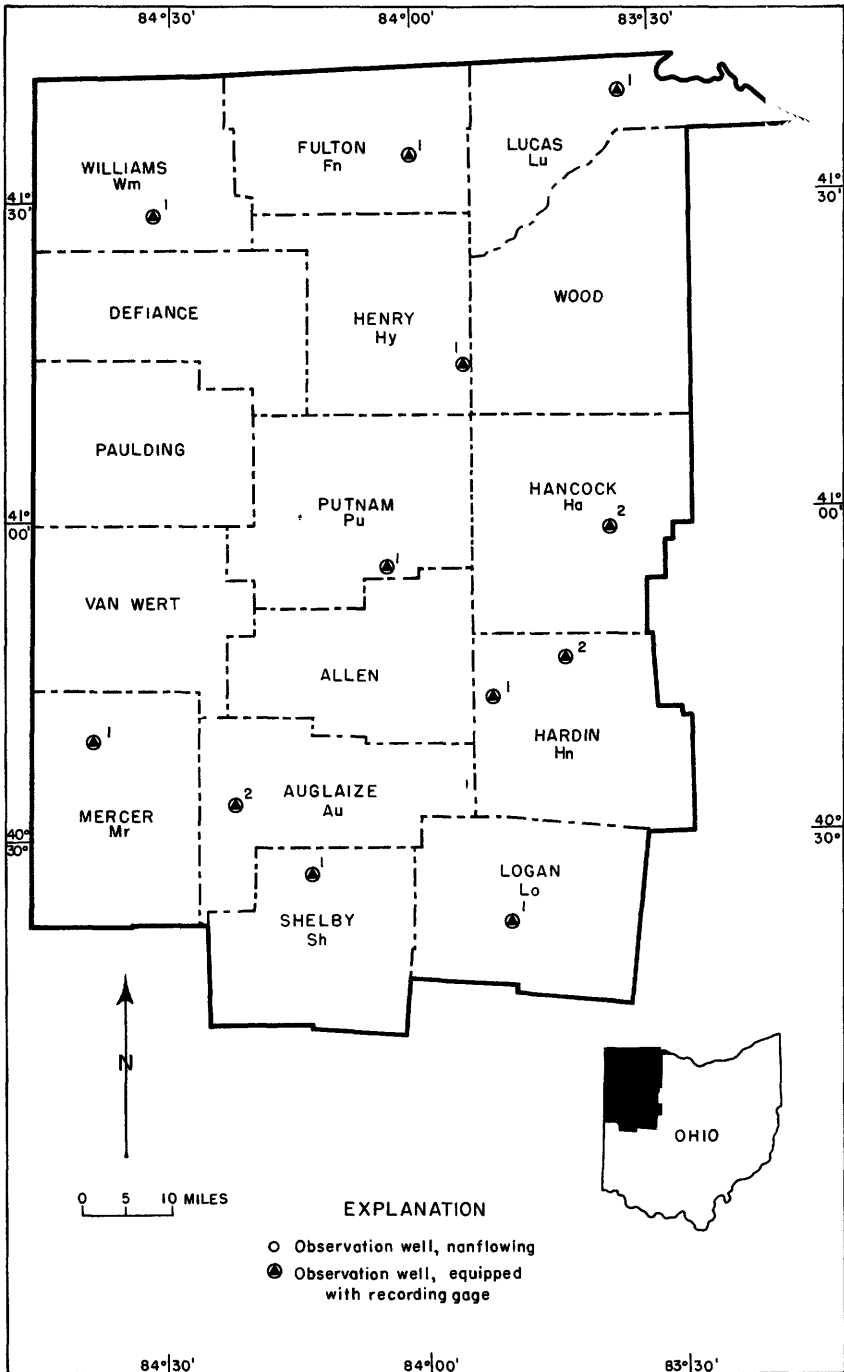 84°30' 84°00' 83°30'
WILLIAMS
Wm
1
FULTON
Fn
1
LUCAS
Lu
1
41°
30'
41°
30'
DEFIANCE
HENRY
Hy
1
WOOD
PAULDING
PUTNAM
Pu
1
HANCOCK
Ha
2
41°
00'
41°
00'
VAN WERT
ALLEN
2
1
HARDIN
Hn
1
MERCER
Mr
2
AUGLAIZE
Au
40°
30'
40°
30'
1
SHELBY
Sh
LOGAN
Lo
1
N
OHIO
0 5 10 MILES
EXPLANATION
Observation well, nanflowing
Observation well, equipped
with recording gage
84°30' 84°00' 83°30'